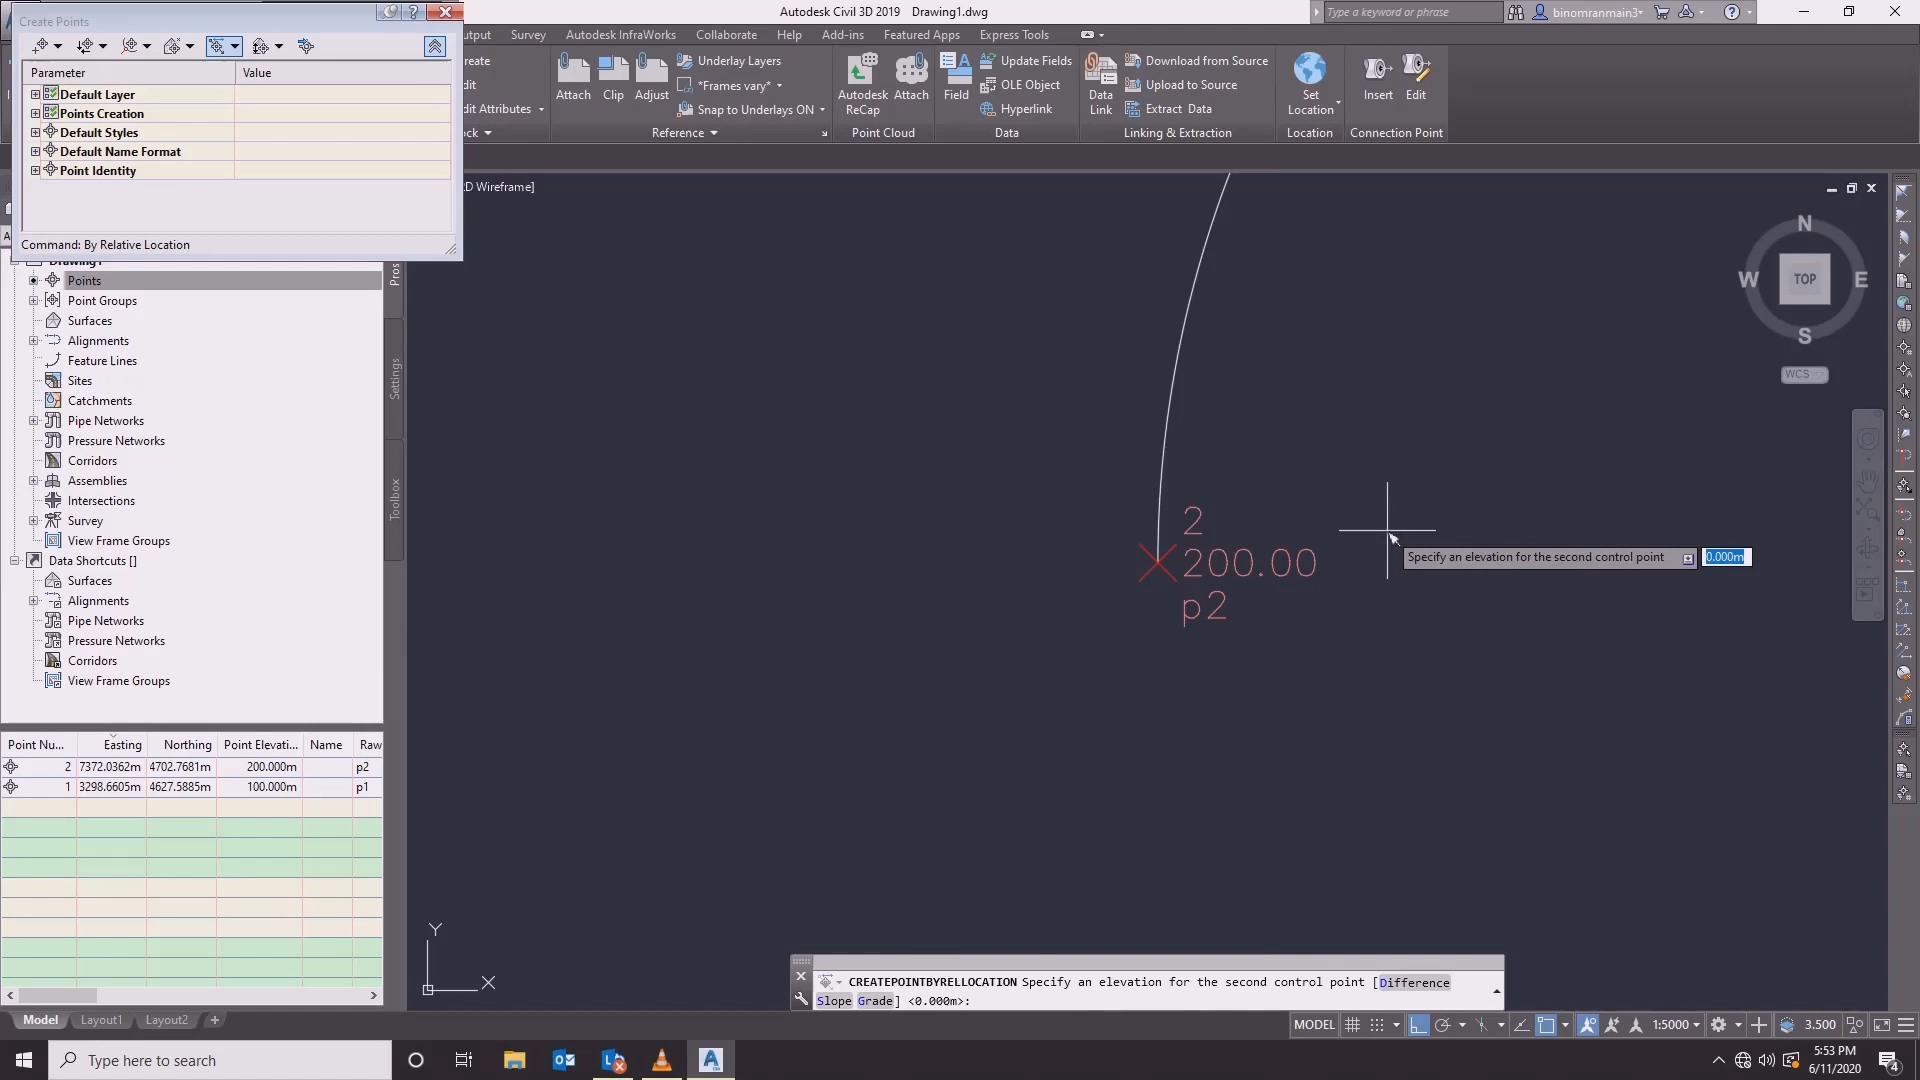 Create Points
Autodesk Civil 3D 2019 Drawing1.dwg
Type a keyword or phrase
binomranmain3
utput Survey Autodesk InfraWorks Collaborate Help Add-ins Featured Apps Express Tools
Parameter Value
Default Layer
Points Creation
Default Styles
Default Name Format
Point Identity
Command: By Relative Location
reate
dit
dit Attributes
ock
Attach Clip Adjust
Underlay Layers
*Frames vary*
Snap to Underlays ON
Reference
Autodesk ReCap
Attach
Point Cloud
Field
Update Fields
OLE Object
Hyperlink
Data
Data Link
Download from Source
Upload to Source
Extract Data
Linking & Extraction
Set Location
Location
Insert Edit
Connection Point
D Wireframe]
Drawing1
Points
Point Groups
Surfaces
Alignments
Feature Lines
Sites
Catchments
Pipe Networks
Pressure Networks
Corridors
Assemblies
Intersections
Survey
View Frame Groups
Data Shortcuts []
Surfaces
Alignments
Pipe Networks
Pressure Networks
Corridors
View Frame Groups
Pros
Settings
Toolbox
N
W TOP E
S
WCS
2
200.00
p2
Specify an elevation for the second control point 0.000m
Point Nu... Easting Northing Point Elevati... Name Raw
2 7372.0362m 4702.7681m 200.000m p2
1 3298.6605m 4627.5885m 100.000m p1
Y
X
CREATEPOINTBYRELLOCATION Specify an elevation for the second control point [Difference
Slope Grade] <0.000m>:
Model Layout1 Layout2 +
MODEL 1:5000 3.500
Type here to search
5:53 PM
6/11/2020
4